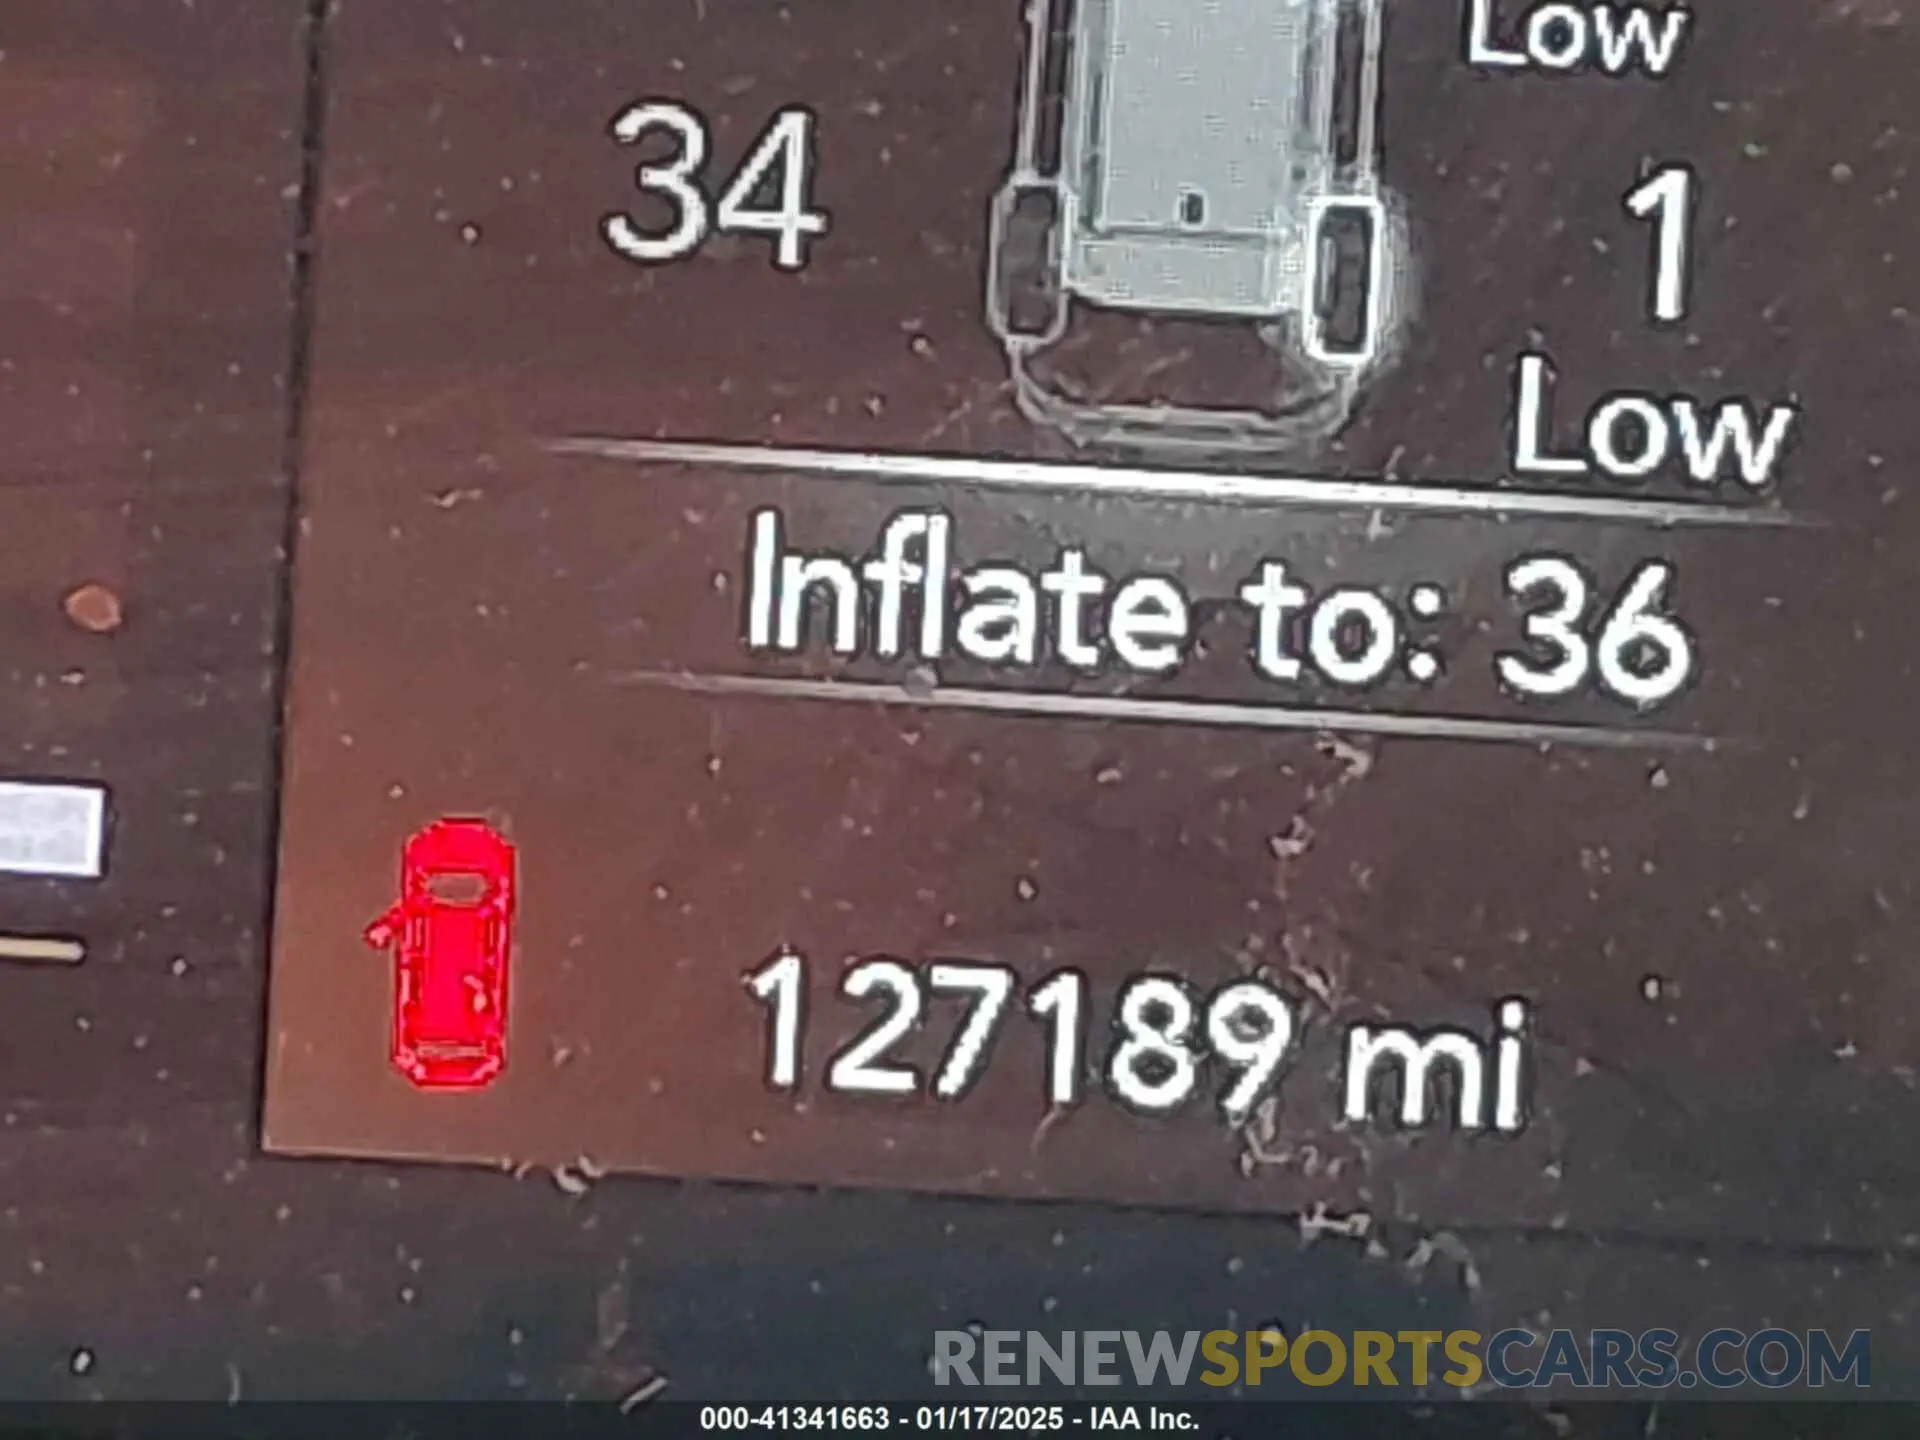 Low
34
1
Low
Inflate to: 36
127189 mi
RENEWSPORTSCARS.COM
000-41341663 - 01/17/2025 - IAA Inc.